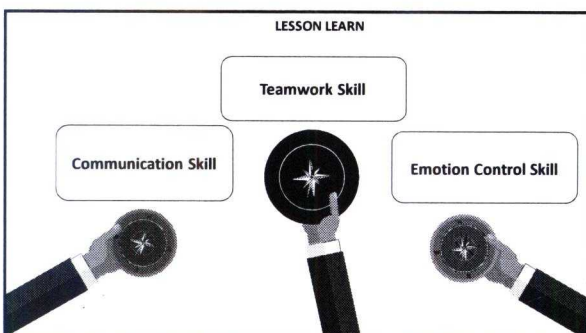 LESSON LEARN
Teamwork Skill
Communication Skill
Emotion Control Skill